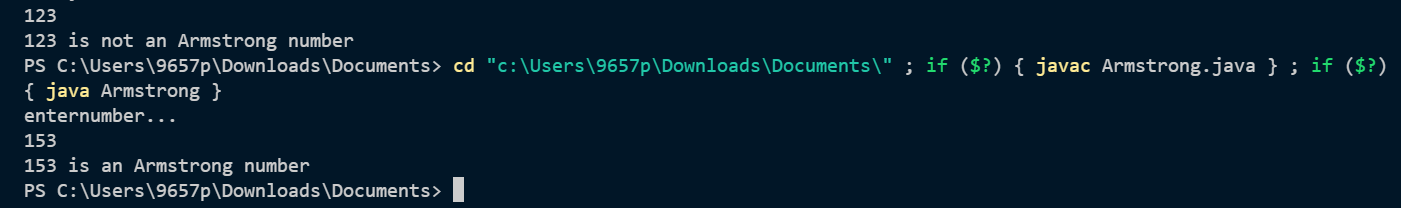 123
123 is not an Armstrong number
PS C:\Users\9657p\Downloads\Documents> cd "c:\Users\9657p\Downloads\Documents\" ; if ($?) { javac Armstrong.java } ; if ($?)
{ java Armstrong }
enternumber...
153
153 is an Armstrong number
PS C:\Users\9657p\Downloads\Documents>